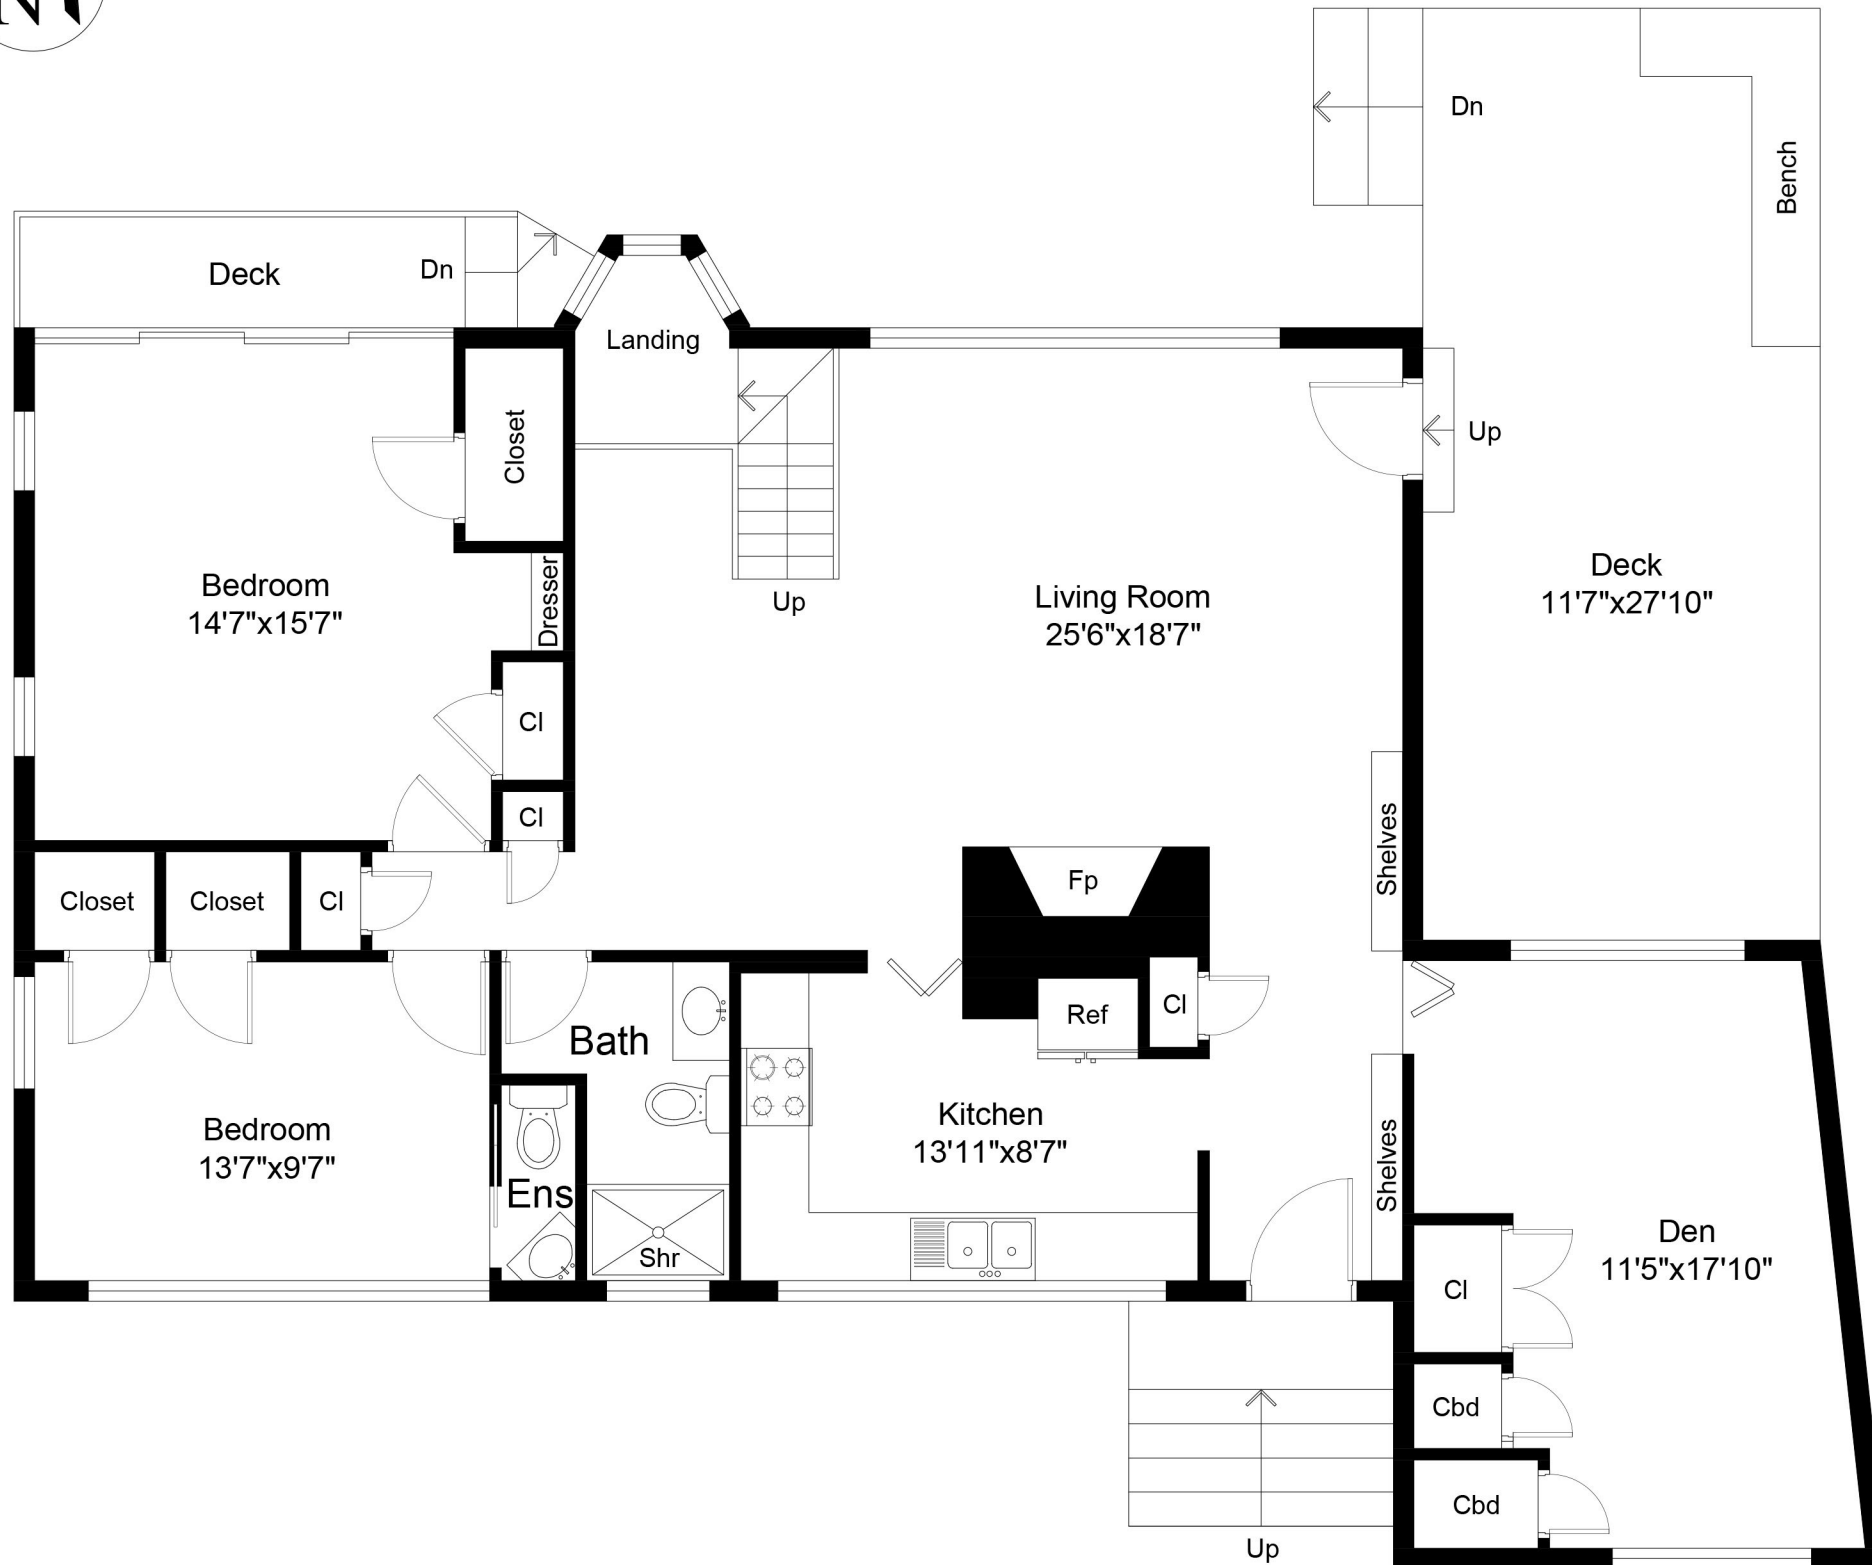 N
Dn
Bench
Deck
Dn
Landing
Closet
Up
Bedroom
14'7"x15'7"
Dresser
Up
Living Room
25'6"x18'7"
Deck
11'7"x27'10"
Cl
Cl
Shelves
Fp
Closet
Closet
Cl
Bath
Ref
Cl
Bedroom
13'7"x9'7"
Ens
Kitchen
13'11"x8'7"
Shelves
Shr
Den
11'5"x17'10"
Cl
Cbd
Cbd
Up